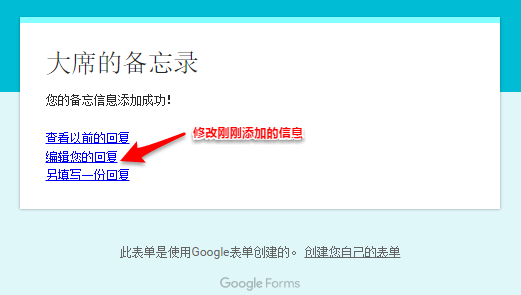 大席的备忘录
您的备忘信息添加成功！
查看以前的回复
编辑您的回复
修改刚刚添加的信息
另填写一份回复
此表单是使用Google表单创建的。 创建您自己的表单
Google Forms